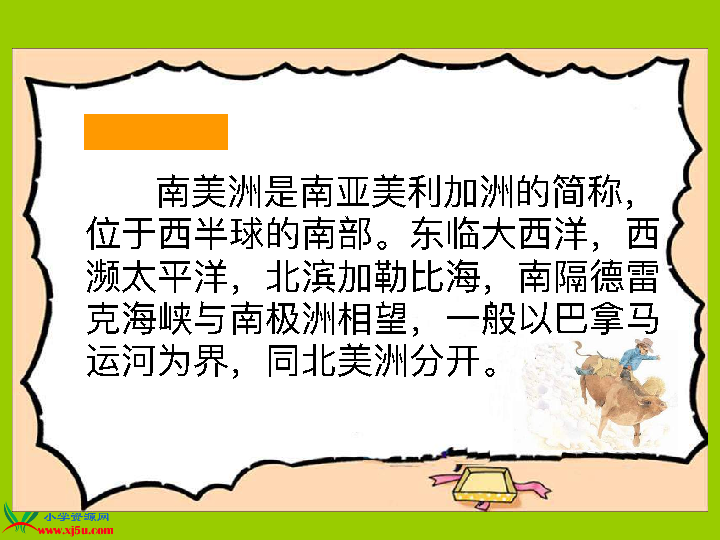 南美洲是南亚美利加洲的简称，
位于西半球的南部。东临大西洋，西
濒太平洋，北滨加勒比海，南隔德雷
克海峡与南极洲相望，一般以巴拿马
运河为界，同北美洲分开。
小学资源网
www.xj5u.com